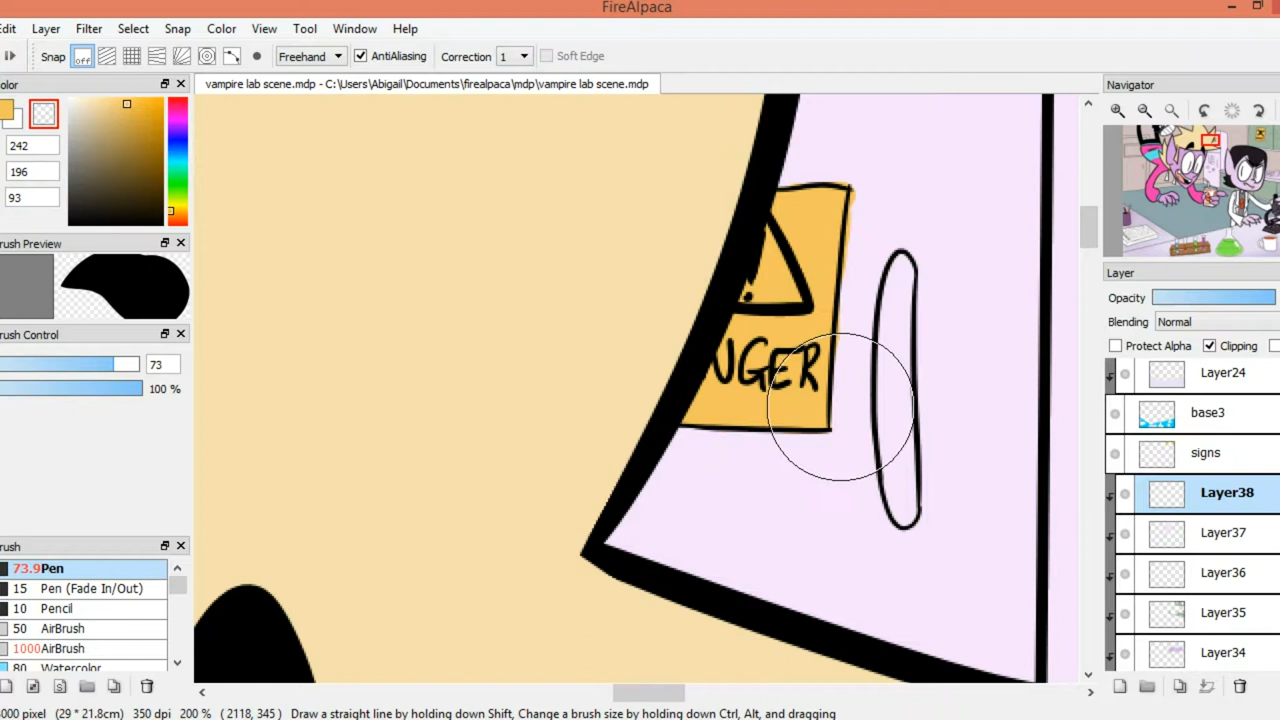 FireAlpaca
Edit Layer Filter Select Snap Color View Tool Window Help
Snap off Freehand AntiAliasing Correction 1 Soft Edge
olor
vampire lab scene.mdp - C:\Users\Abigail\Documents\firealpaca\mdp\vampire lab scene.mdp
Navigator
242
196
93
rush Preview
Layer
Opacity
Blending Normal
rush Control
Protect Alpha Clipping
73
100 %
Layer24
base3
signs
Layer38
Layer37
Layer36
Layer35
Layer34
! NGER
rush
73.9 Pen
15 Pen (Fade In/Out)
10 Pencil
50 AirBrush
1000 AirBrush
80 Watercolor
000 pixel (29 * 21.8cm) 350 dpi 200 % (2118, 345) Draw a straight line by holding down Shift, Change a brush size by holding down Ctrl, Alt, and dragging